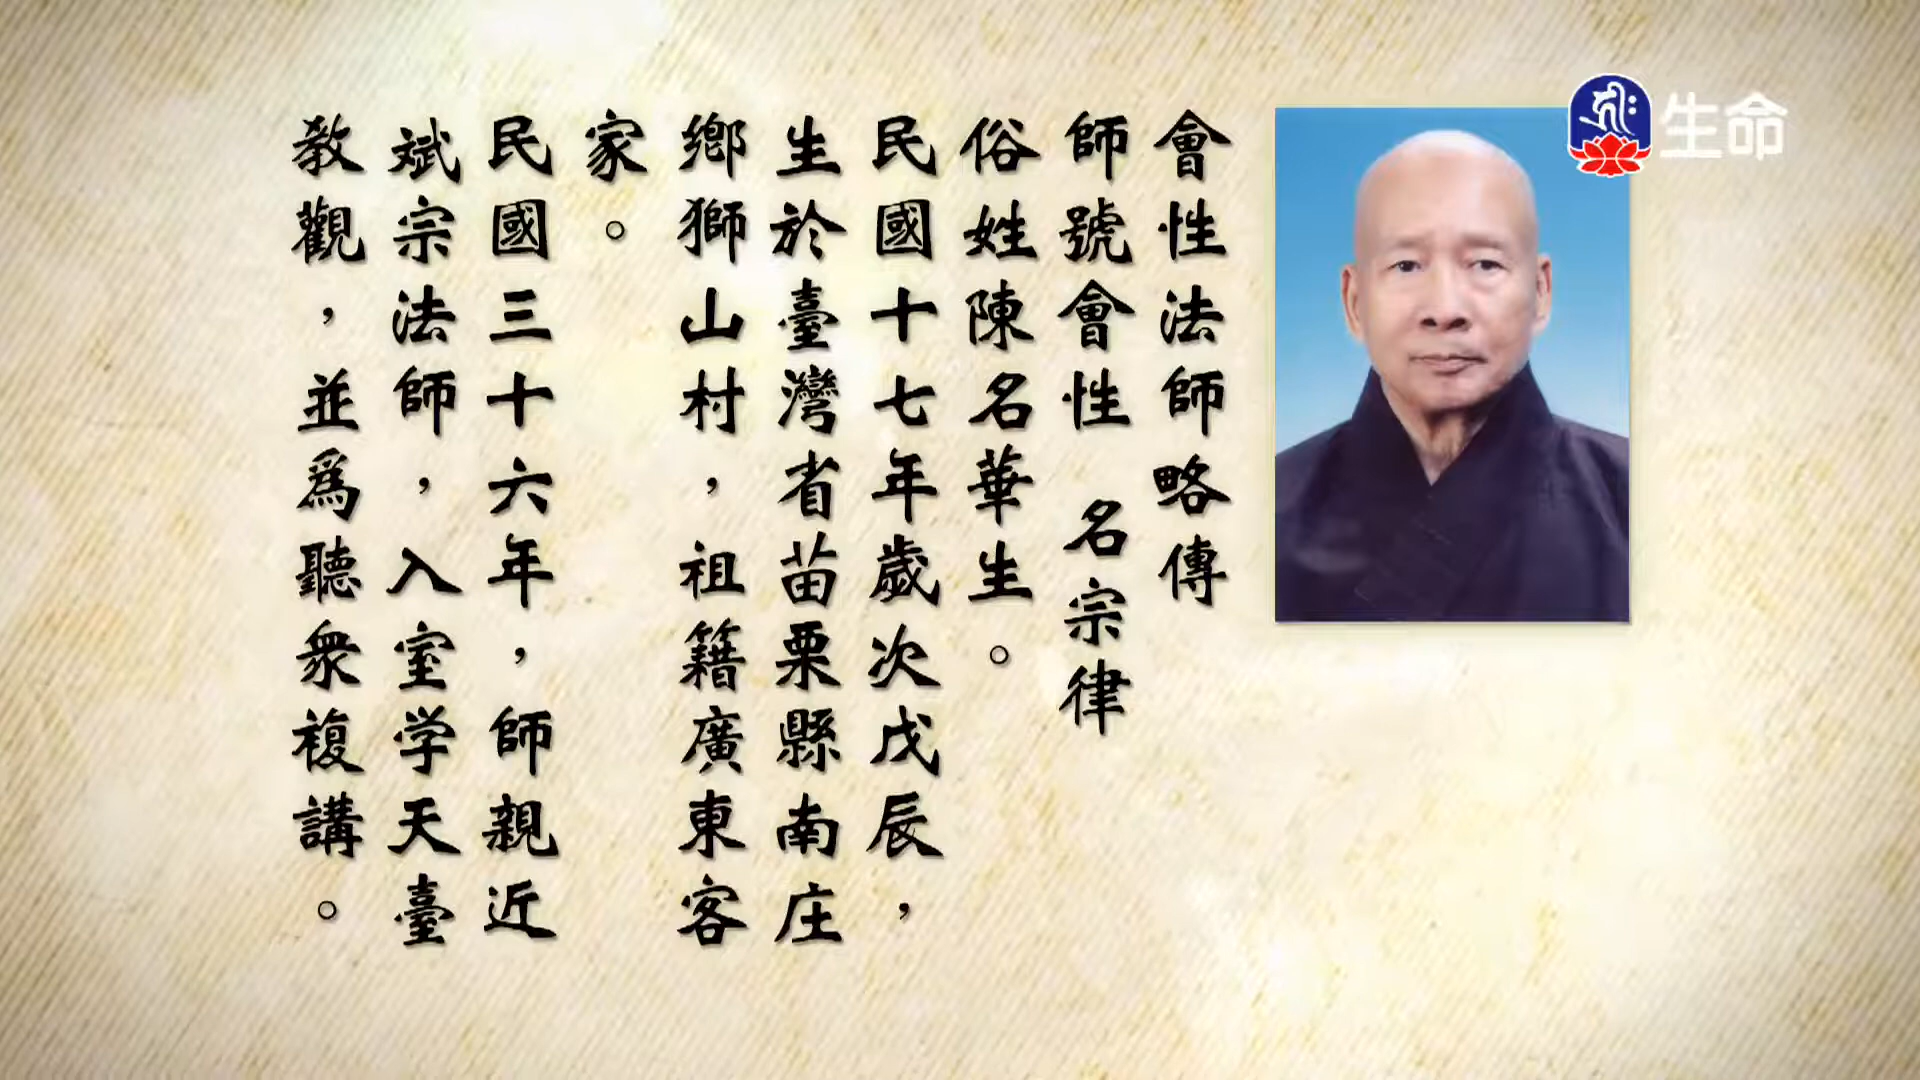 生命
會性法師略傳
師號會性 名宗律
俗姓陳名華生。
民國十七年歲次戊辰，
生於臺灣省苗栗縣南庄
鄉獅山村，祖籍廣東客
家。
民國三十六年，師親近
斌宗法師，入室学天臺
教觀，並為聽眾複講。